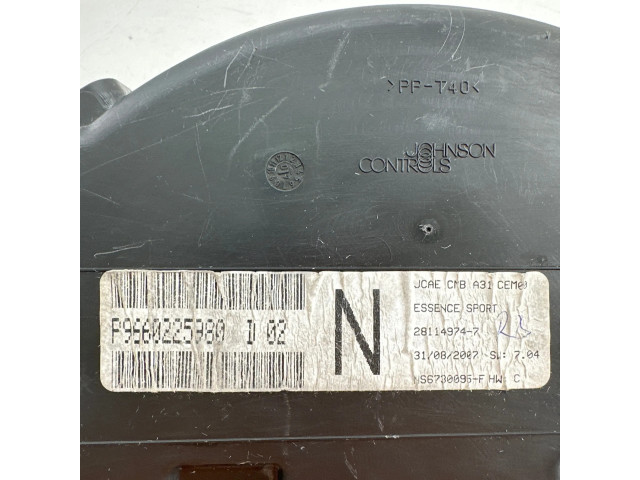 >PP-T40<
JOHNSON
CONTROLS
P9660225980 D 02
N
JCAE CMB A31 CEM00
ESSENCE SPORT
28114974-7
31/08/2007 SW: 7.04
NS6730096-F HW: C